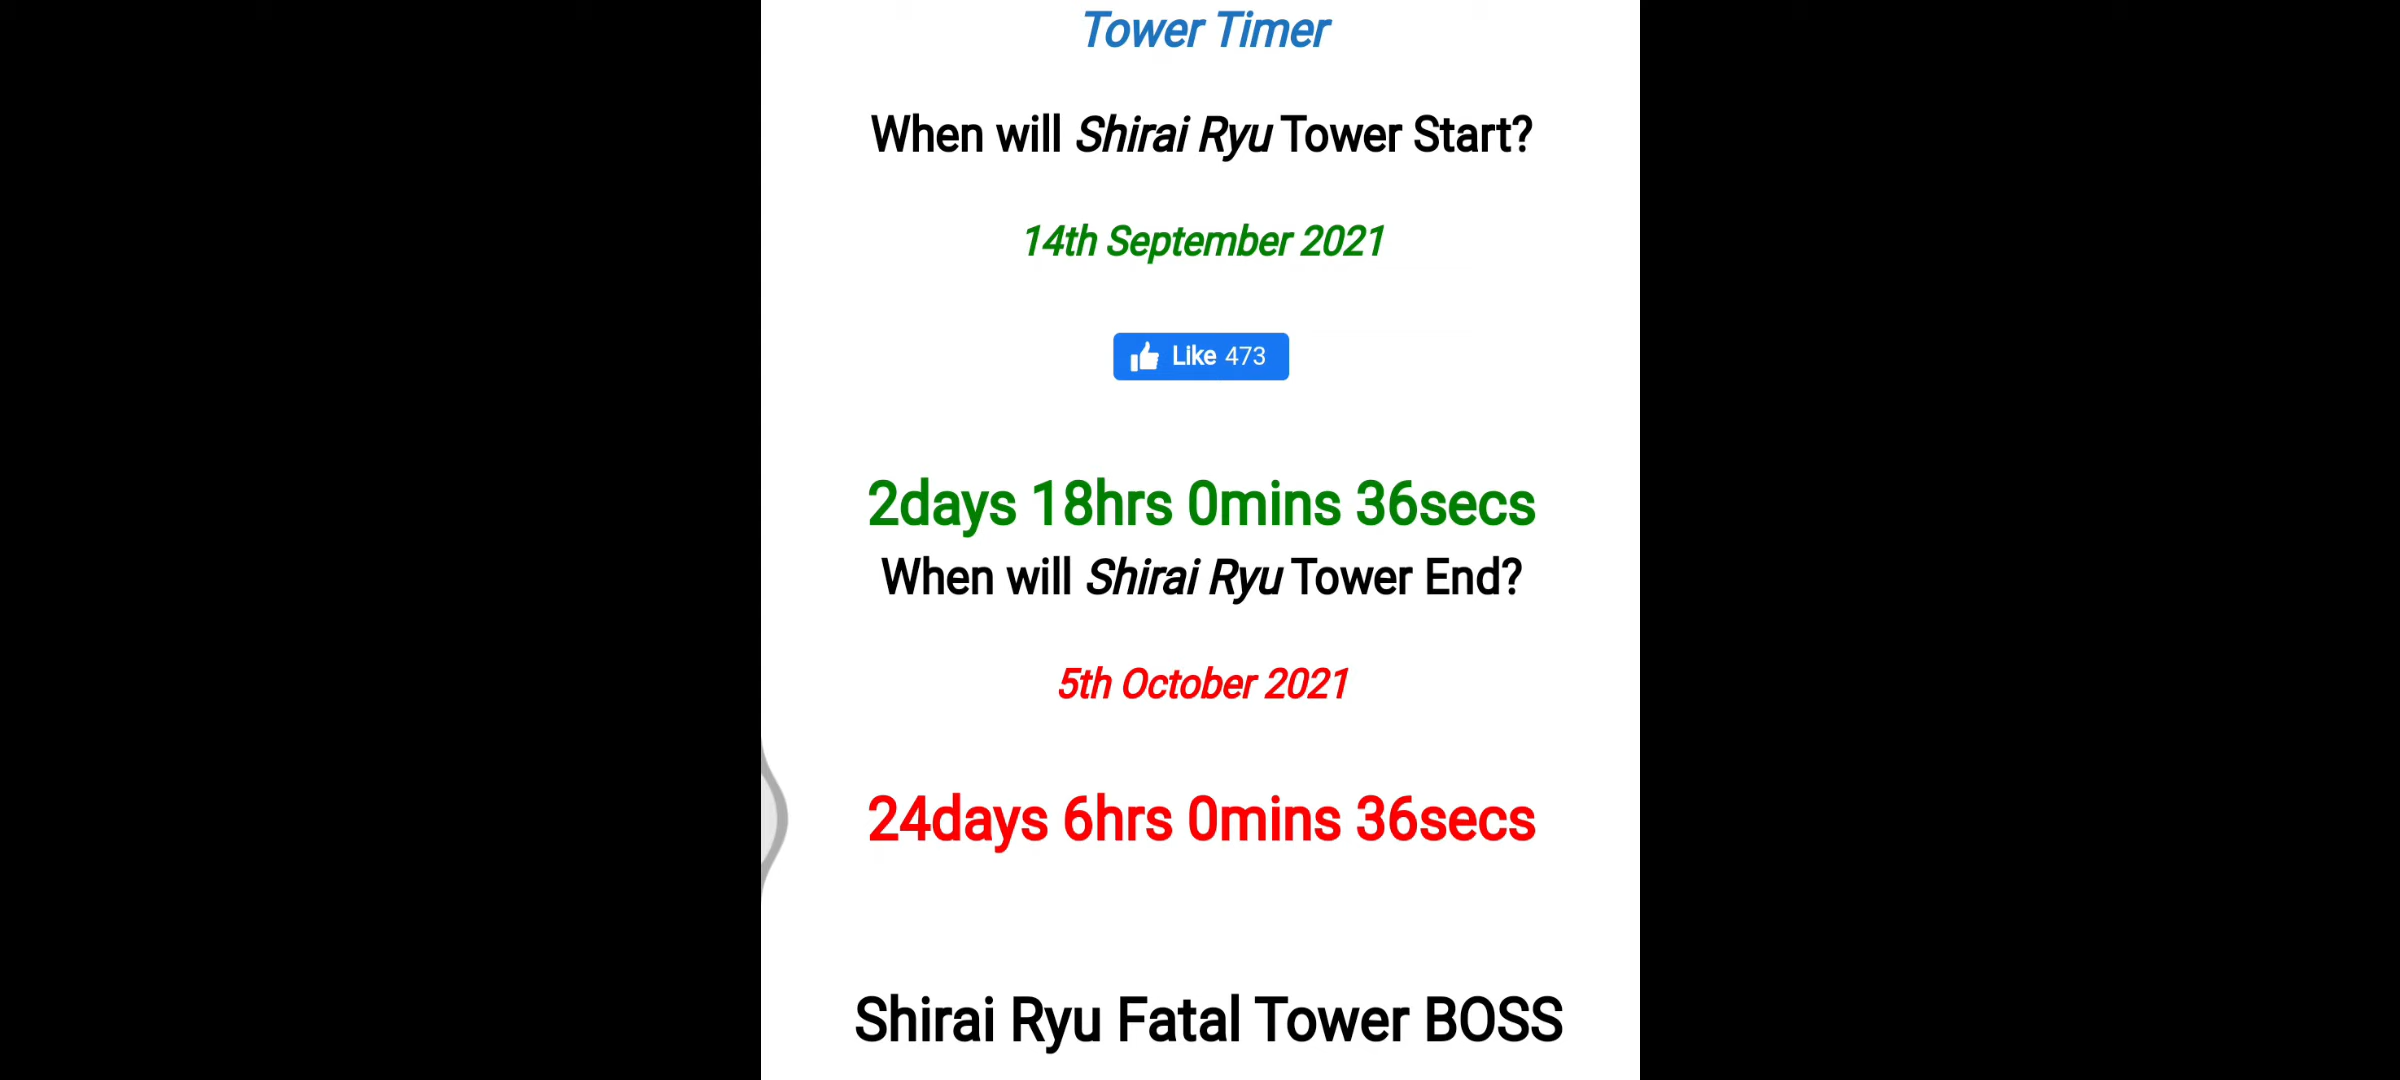 Tower Timer
When will Shirai Ryu Tower Start?
14th September 2021
Like 473
2days 18hrs 0mins 36secs
When will Shirai Ryu Tower End?
5th October 2021
24days 6hrs 0mins 36secs
Shirai Ryu Fatal Tower BOSS